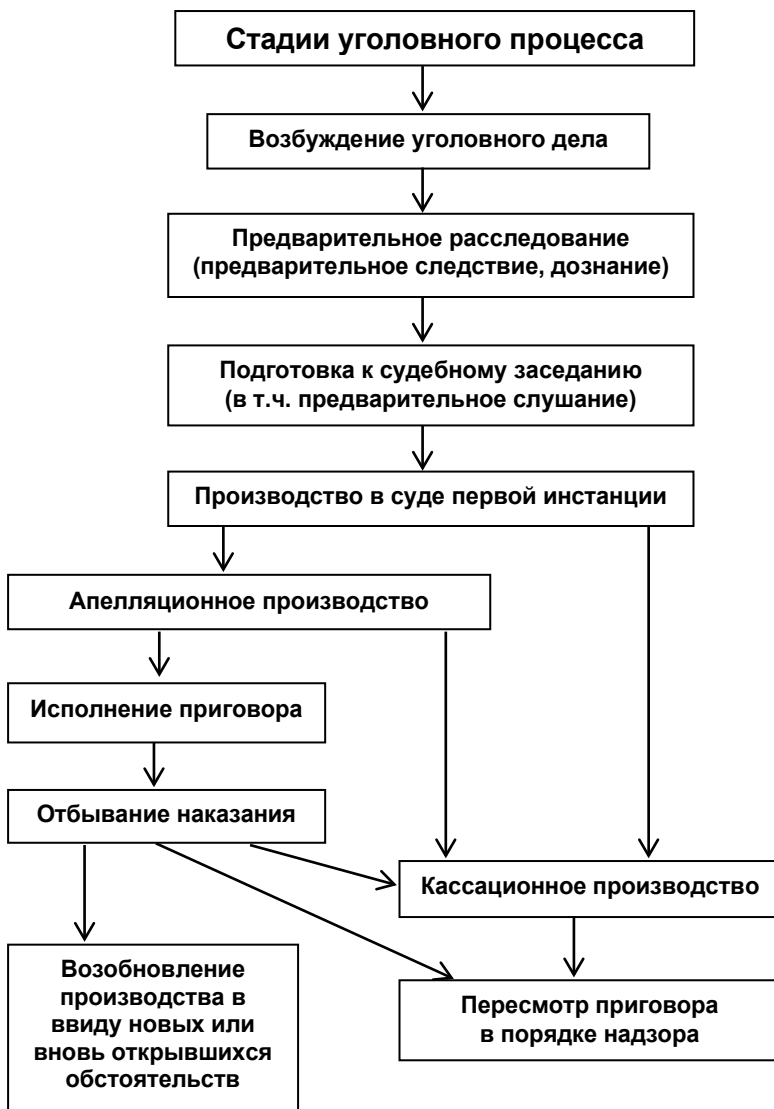 Стадии уголовного процесса
Возбуждение уголовного дела
Предварительное расследование
(предварительное следствие, дознание)
Подготовка к судебному заседанию
(в т.ч. предварительное слушание)
Производство в суде первой инстанции
Апелляционное производство
Исполнение приговора
Отбывание наказания
Кассационное производство
Возобновление
производства в
ввиду новых или
вновь открывшихся
обстоятельств
Пересмотр приговора
в порядке надзора